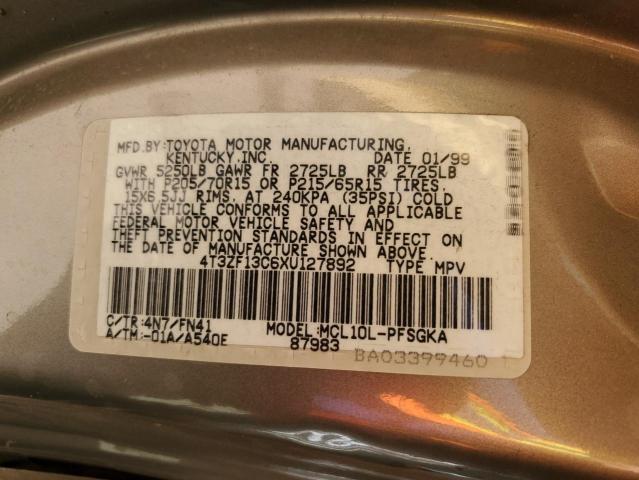 MFD.BY:TOYOTA MOTOR MANUFACTURING,
KENTUCKY,INC. DATE 01/99
GVWR 5250LB GAWR FR 2725LB RR 2725LB
WITH P205/70R15 OR P215/65R15 TIRES,
15X6.5JJ RIMS, AT 240KPA (35PSI) COLD
THIS VEHICLE CONFORMS TO ALL APPLICABLE
FEDERAL MOTOR VEHICLE SAFETY AND
THEFT PREVENTION STANDARDS IN EFFECT ON
THE DATE OF MANUFACTURE SHOWN ABOVE.
4T3ZF13C6XU127892 TYPE MPV
C/TR:4N7/FN41 MODEL:MCL10L-PFSGKA
A/TM:-01A/A540E 87983
BA03399460